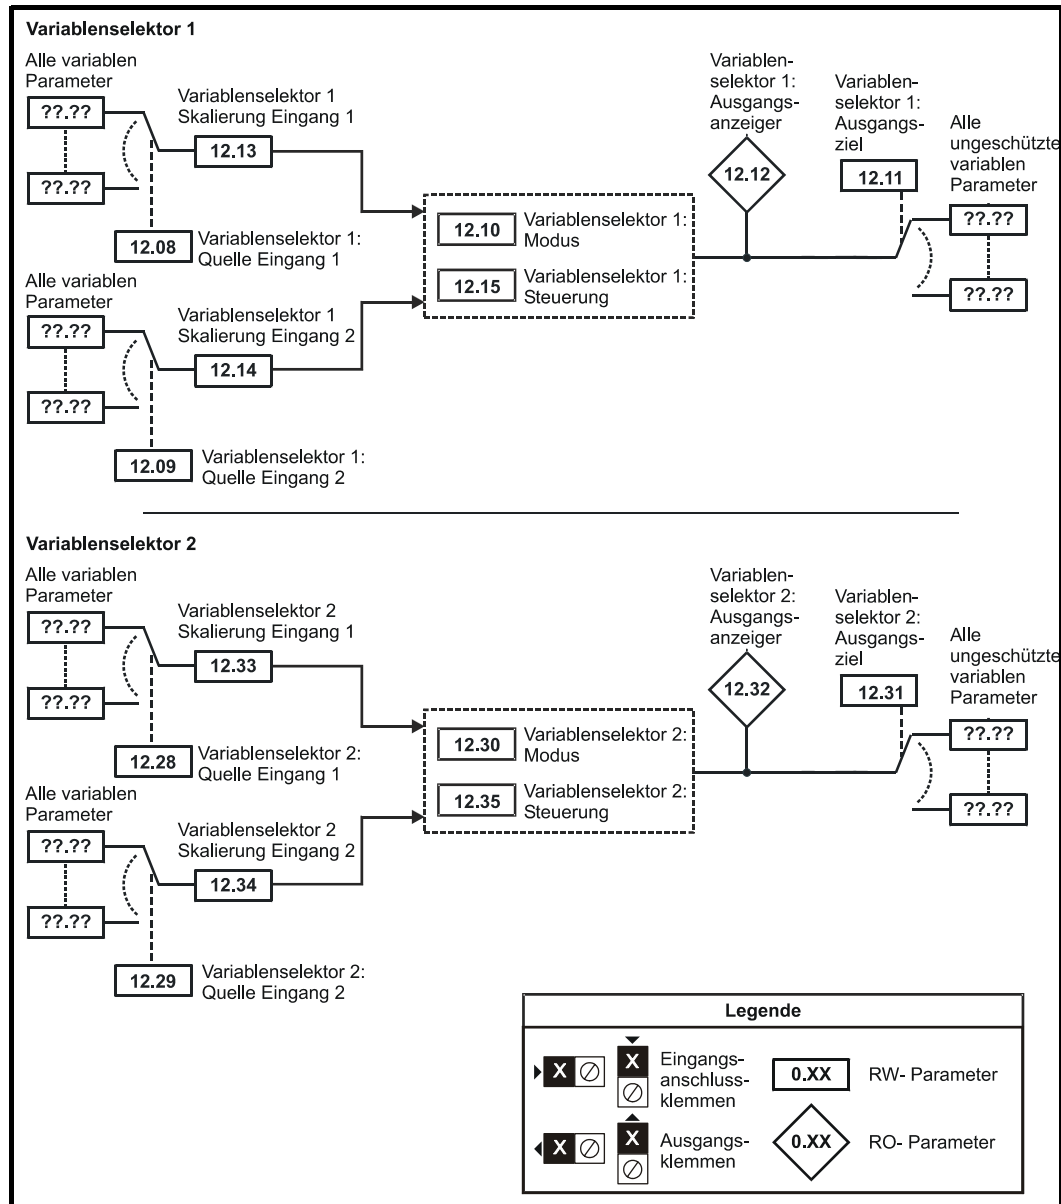 Variablenselektor 1
Alle variablen
Parameter
??.??
??.??
Variablenselektor 1
Skalierung Eingang 1
12.13
12.08
Variablenselektor 1:
Quelle Eingang 1
Alle variablen
Parameter
??.??
??.??
Variablenselektor 1
Skalierung Eingang 2
12.14
12.09
Variablenselektor 1:
Quelle Eingang 2
12.10
Variablenselektor 1:
Modus
12.15
Variablenselektor 1:
Steuerung
Variablen-
selektor 1:
Ausgangs-
anzeiger
12.12
Variablen-
selektor 1:
Ausgangs-
ziel
12.11
Alle
ungeschützte
variablen
Parameter
??.??
??.??
Variablenselektor 2
Alle variablen
Parameter
??.??
??.??
Variablenselektor 2
Skalierung Eingang 1
12.33
12.28
Variablenselektor 2:
Quelle Eingang 1
Alle variablen
Parameter
??.??
??.??
Variablenselektor 2
Skalierung Eingang 2
12.34
12.29
Variablenselektor 2:
Quelle Eingang 2
12.30
Variablenselektor 2:
Modus
12.35
Variablenselektor 2:
Steuerung
Variablen-
selektor 2:
Ausgangs-
anzeiger
12.32
Variablen-
selektor 2:
Ausgangs-
ziel
12.31
Alle
ungeschützte
variablen
Parameter
??.??
??.??
Legende
X
X
Eingangs-
anschluss-
klemmen
0.XX
RW- Parameter
X
X
Ausgangs-
klemmen
0.XX
RO- Parameter